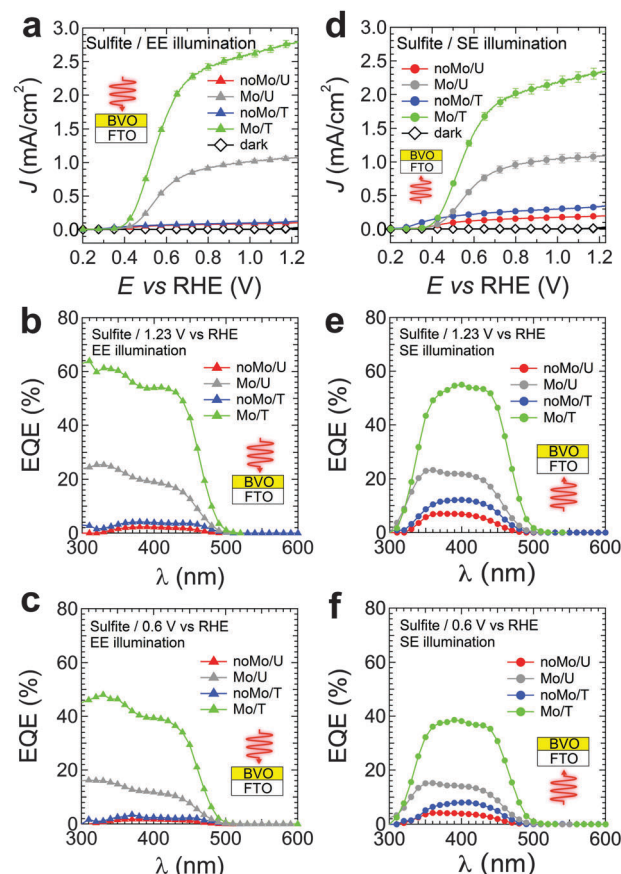 a
Sulfite / EE illumination
noMo/U
Mo/U
noMo/T
Mo/T
dark
BVO
FTO
3.0
2.5
2.0
1.5
1.0
0.5
0.0
J (mA/cm²)
0.2 0.4 0.6 0.8 1.0 1.2
E vs RHE (V)
d
Sulfite / SE illumination
noMo/U
Mo/U
noMo/T
Mo/T
dark
BVO
FTO
3.0
2.5
2.0
1.5
1.0
0.5
0.0
J (mA/cm²)
0.2 0.4 0.6 0.8 1.0 1.2
E vs RHE (V)
b
Sulfite / 1.23 V vs RHE
EE illumination
noMo/U
Mo/U
noMo/T
Mo/T
BVO
FTO
80
60
40
20
0
EQE (%)
300 400 500 600
λ (nm)
e
Sulfite / 1.23 V vs RHE
SE illumination
noMo/U
Mo/U
noMo/T
Mo/T
BVO
FTO
80
60
40
20
0
EQE (%)
300 400 500 600
λ (nm)
c
Sulfite / 0.6 V vs RHE
EE illumination
noMo/U
Mo/U
noMo/T
Mo/T
BVO
FTO
80
60
40
20
0
EQE (%)
300 400 500 600
λ (nm)
f
Sulfite / 0.6 V vs RHE
SE illumination
noMo/U
Mo/U
noMo/T
Mo/T
BVO
FTO
80
60
40
20
0
EQE (%)
300 400 500 600
λ (nm)